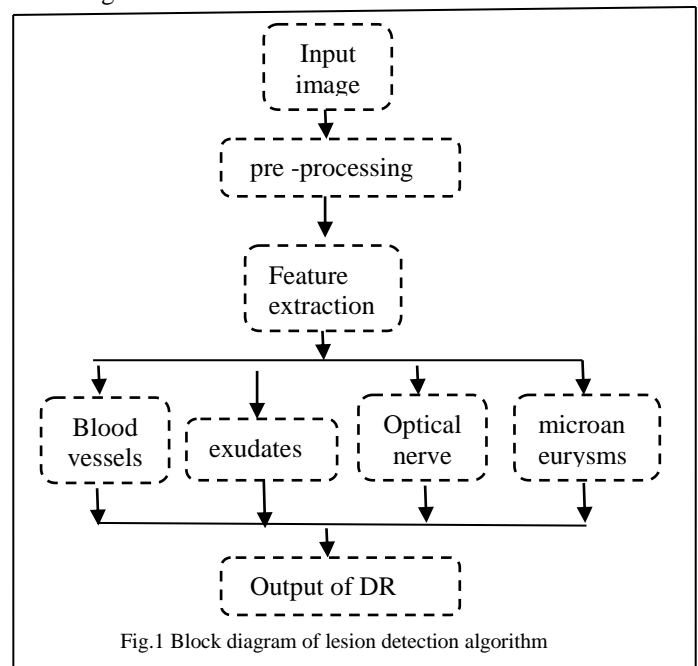 Input
image
pre -processing
Feature
extraction
Blood
vessels
exudates
Optical
nerve
microan
eurysms
Output of DR
Fig.1 Block diagram of lesion detection algorithm